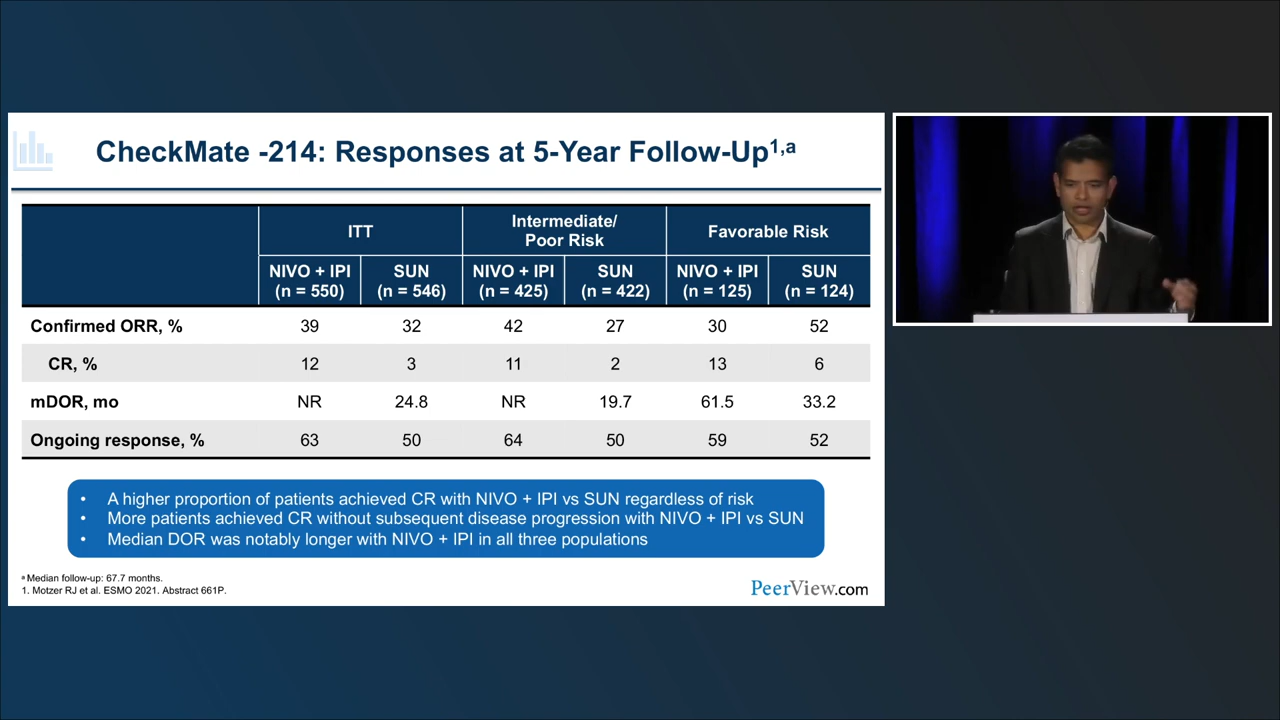 CheckMate -214: Responses at 5-Year Follow-Up1,a
ITT
Intermediate/
Poor Risk
Favorable Risk
NIVO + IPI
(n = 550)
SUN
(n = 546)
NIVO + IPI
(n = 425)
SUN
(n = 422)
NIVO + IPI
(n = 125)
SUN
(n = 124)
Confirmed ORR, % 39 32 42 27 30 52
CR, % 12 3 11 2 13 6
mDOR, mo NR 24.8 NR 19.7 61.5 33.2
Ongoing response, % 63 50 64 50 59 52
• A higher proportion of patients achieved CR with NIVO + IPI vs SUN regardless of risk
• More patients achieved CR without subsequent disease progression with NIVO + IPI vs SUN
• Median DOR was notably longer with NIVO + IPI in all three populations
a Median follow-up: 67.7 months.
1. Motzer RJ et al. ESMO 2021. Abstract 661P.
PeerView.com